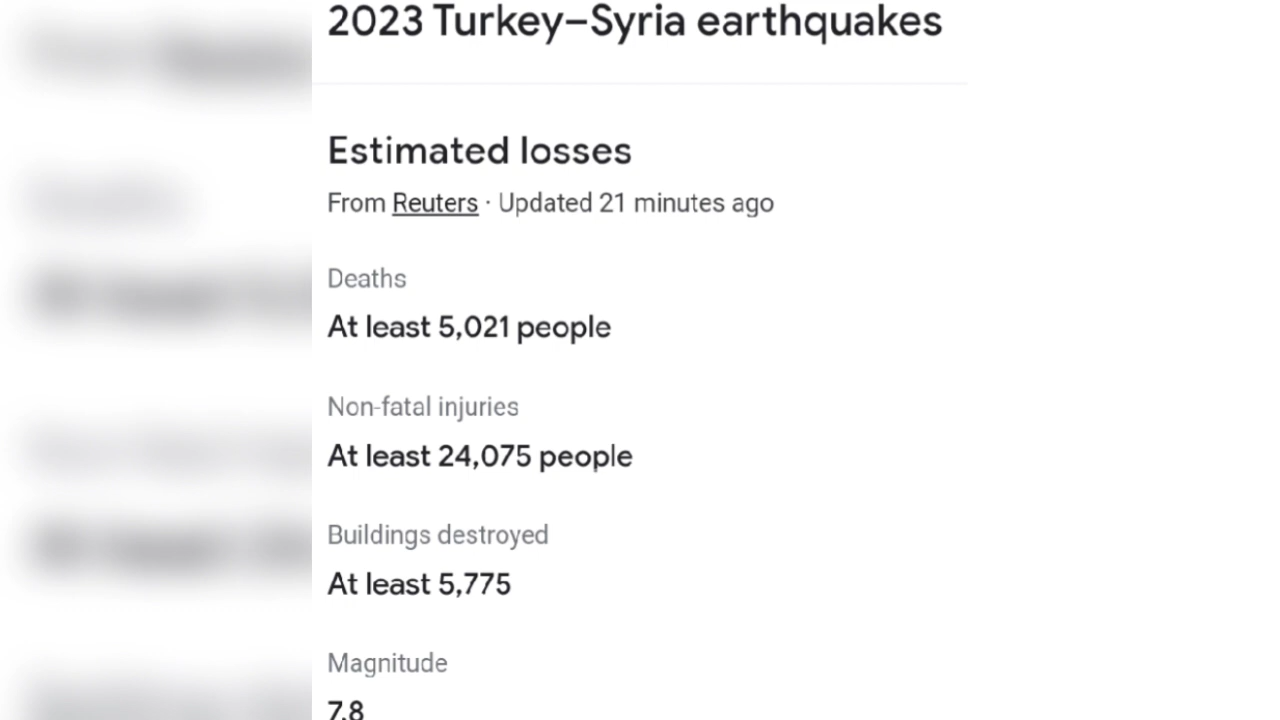 2023 Turkey–Syria earthquakes
Estimated losses
From Reuters · Updated 21 minutes ago
Deaths
At least 5,021 people
Non-fatal injuries
At least 24,075 people
Buildings destroyed
At least 5,775
Magnitude
7.8